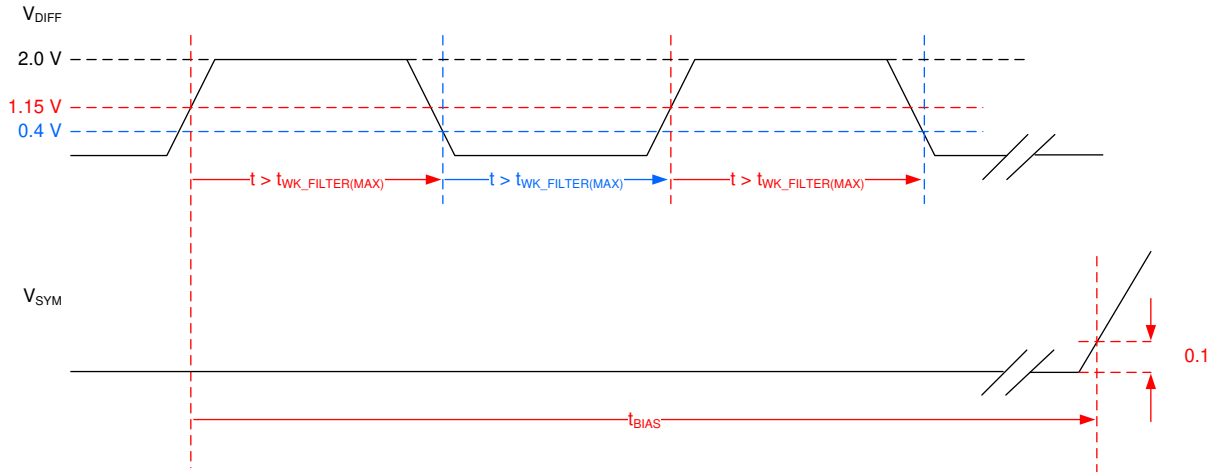 VDIFF
2.0 V
1.15 V
0.4 V
t > tWK_FILTER(MAX) t > tWK_FILTER(MAX) t > tWK_FILTER(MAX)
VSYM
0.1
tBIAS